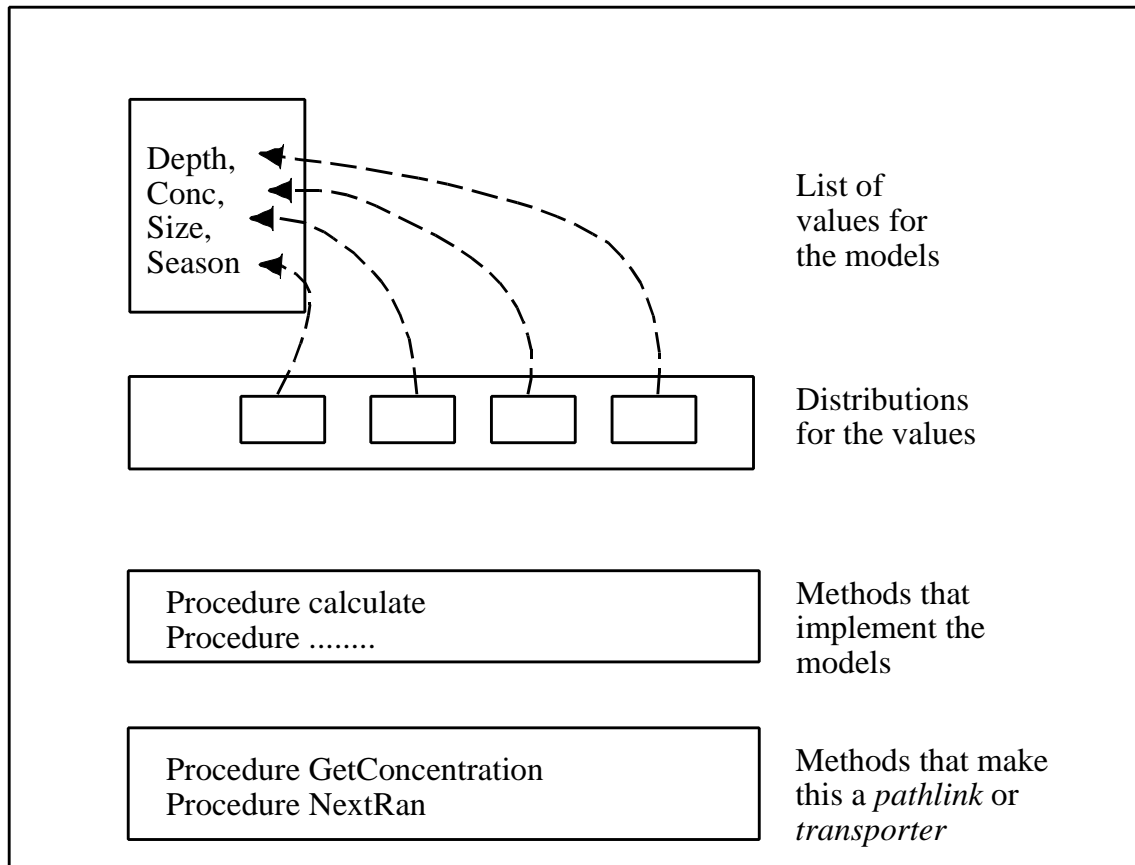 Depth,
Conc,
Size,
Season
List of
values for
the models
Distributions
for the values
Procedure calculate
Procedure ........
Methods that
implement the
models
Procedure GetConcentration
Procedure NextRan
Methods that make
this a pathlink or
transporter